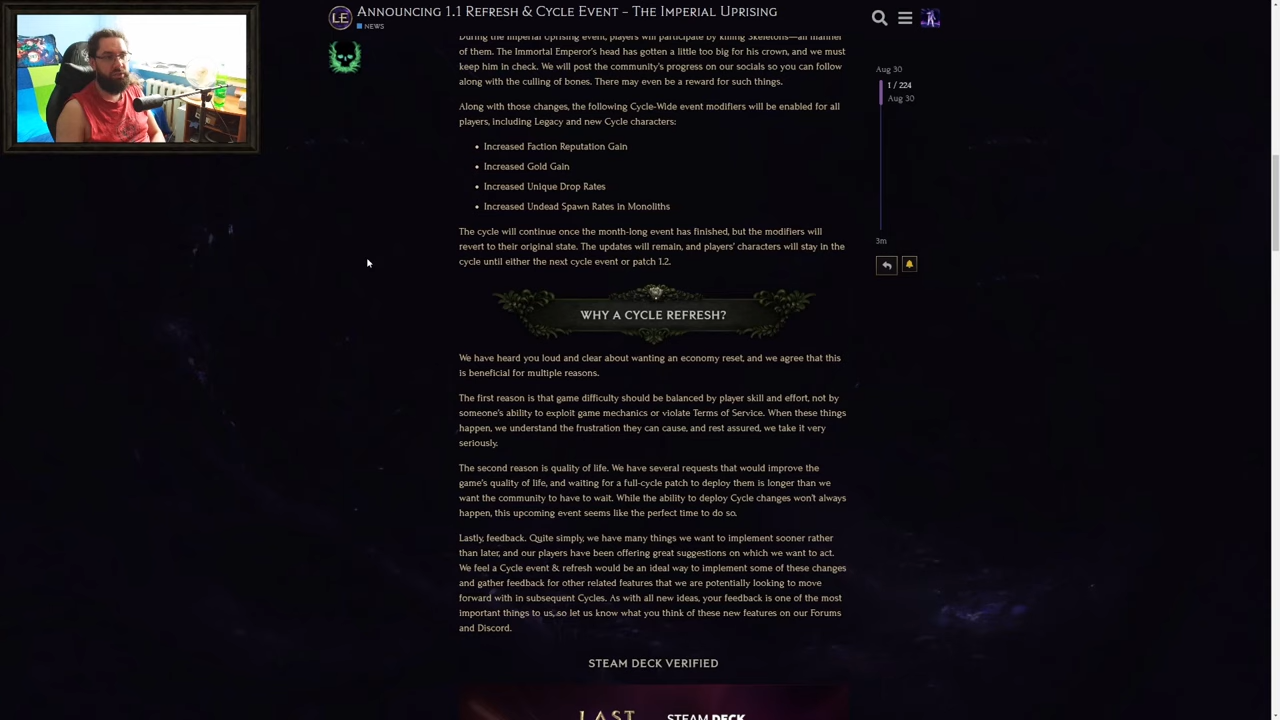 ANNOUNCING 1.1 REFRESH & CYCLE EVENT – THE IMPERIAL UPRISING
LE
NEWS
During the Imperial Uprising event, players will participate by killing Skeletons—all manner
of them. The Immortal Emperor's head has gotten a little too big for his crown, and we must
keep him in check. We will post the community's progress on our socials so you can follow
along with the culling of bones. There may even be a reward for such things.
Along with those changes, the following Cycle-Wide event modifiers will be enabled for all
players, including Legacy and new Cycle characters:
• Increased Faction Reputation Gain
• Increased Gold Gain
• Increased Unique Drop Rates
• Increased Undead Spawn Rates in Monoliths
The cycle will continue once the month-long event has finished, but the modifiers will
revert to their original state. The updates will remain, and players' characters will stay in the
cycle until either the next cycle event or patch 1.2.
WHY A CYCLE REFRESH?
We have heard you loud and clear about wanting an economy reset, and we agree that this
is beneficial for multiple reasons.
The first reason is that game difficulty should be balanced by player skill and effort, not by
someone's ability to exploit game mechanics or violate Terms of Service. When these things
happen, we understand the frustration they can cause, and rest assured, we take it very
seriously.
The second reason is quality of life. We have several requests that would improve the
game's quality of life, and waiting for a full-cycle patch to deploy them is longer than we
want the community to have to wait. While the ability to deploy Cycle changes won't always
happen, this upcoming event seems like the perfect time to do so.
Lastly, feedback. Quite simply, we have many things we want to implement sooner rather
than later, and our players have been offering great suggestions on which we want to act.
We feel a Cycle event & refresh would be an ideal way to implement some of these changes
and gather feedback for other related features that we are potentially looking to move
forward with in subsequent Cycles. As with all new ideas, your feedback is one of the most
important things to us, so let us know what you think of these new features on our Forums
and Discord.
STEAM DECK VERIFIED
LAST
STEAM DECK
Aug 30
1 / 224
Aug 30
3m